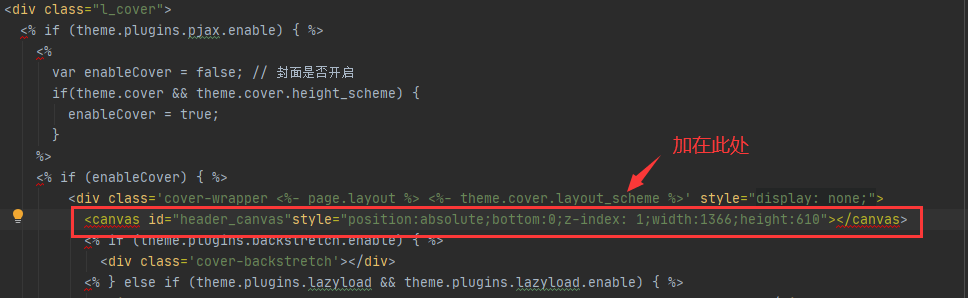 <div class="l_cover">
<% if (theme.plugins.pjax.enable) { %>
<%
var enableCover = false; // 封面是否开启
if(theme.cover && theme.cover.height_scheme) {
enableCover = true;
}
%>
加在此处
<% if (enableCover) { %>
<div class='cover-wrapper <%- page.layout %> <%- theme.cover.layout_scheme %>' style="display: none;">
<canvas id="header_canvas"style="position:absolute;bottom:0;z-index: 1;width:1366;height:610"></canvas>
<% if (theme.plugins.backstretch.enable) { %>
<div class='cover-backstretch'></div>
<% } else if (theme.plugins.lazyload && theme.plugins.lazyload.enable) { %>